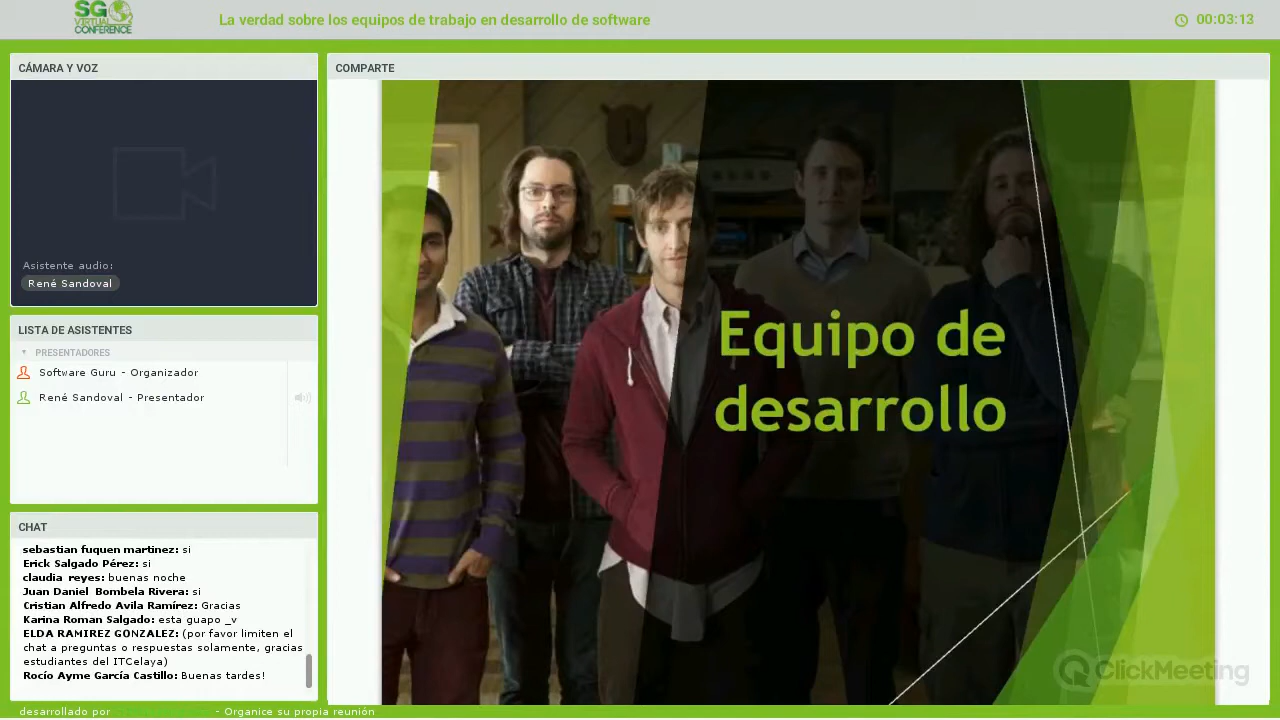 SG
VIRTUAL
CONFERENCE
La verdad sobre los equipos de trabajo en desarrollo de software
00:03:13
CÁMARA Y VOZ
Asistente audio:
René Sandoval
LISTA DE ASISTENTES
PRESENTADORES
Software Guru - Organizador
René Sandoval - Presentador
CHAT
sebastian fuquen martinez: si
Erick Salgado Pérez: si
claudia reyes: buenas noche
Juan Daniel Bombela Rivera: si
Cristian Alfredo Avila Ramírez: Gracias
Karina Roman Salgado: esta guapo _v
ELDA RAMIREZ GONZALEZ: (por favor limiten el
chat a preguntas o respuestas solamente, gracias
estudiantes del ITCelaya)
Rocío Ayme García Castillo: Buenas tardes!
desarrollado por - Organice su propia reunión
COMPARTE
Equipo de
desarrollo
ClickMeeting